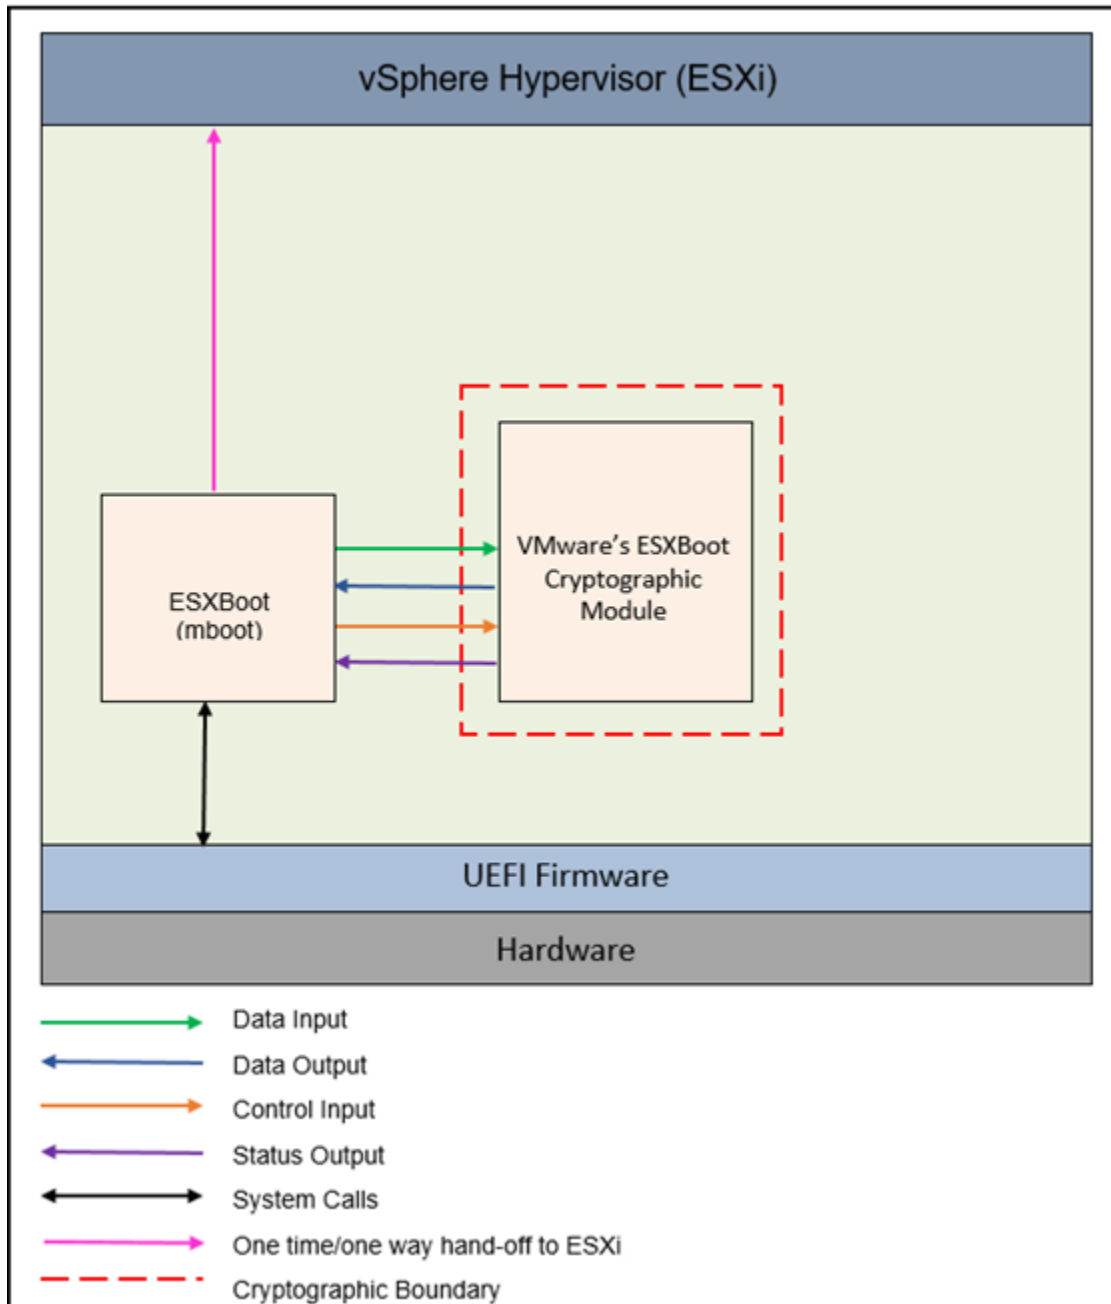 vSphere Hypervisor (ESXi)
VMware’s ESXBoot
Cryptographic
Module
ESXBoot
(mboot)
UEFI Firmware
Hardware
Data Input
Data Output
Control Input
Status Output
System Calls
One time/one way hand-off to ESXi
Cryptographic Boundary